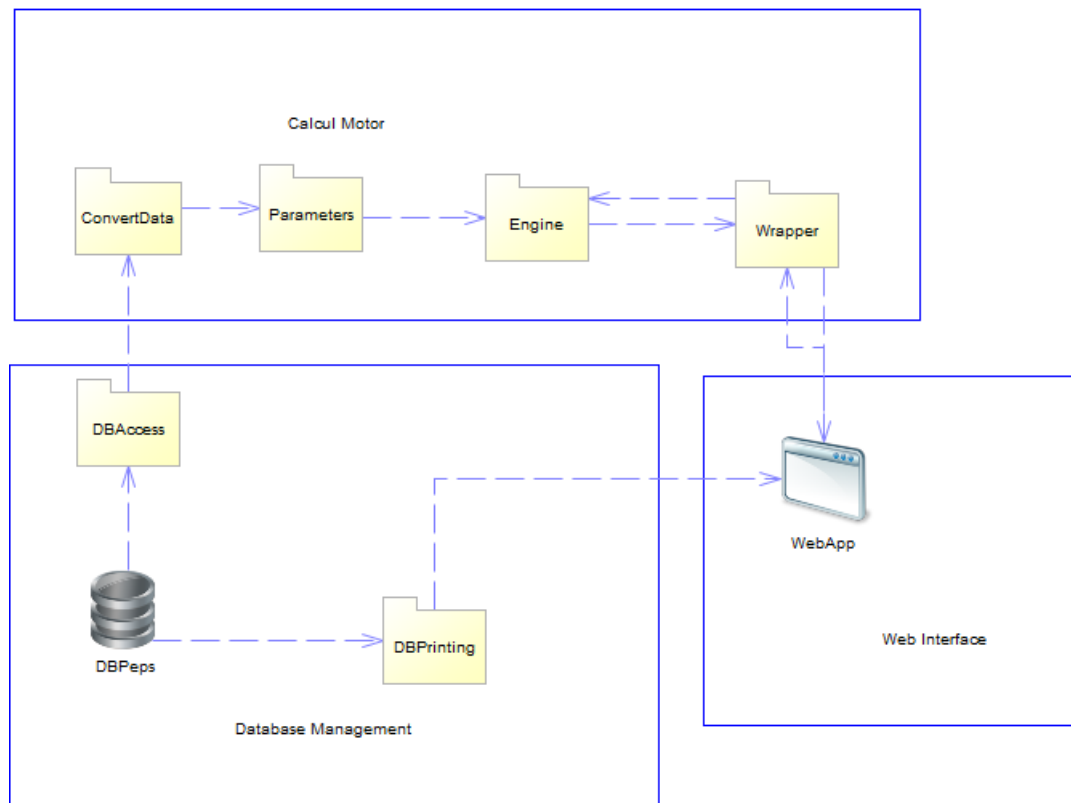 Calcul Motor
ConvertData
Parameters
Engine
Wrapper
DBAccess
WebApp
DBPeps
DBPrinting
Web Interface
Database Management